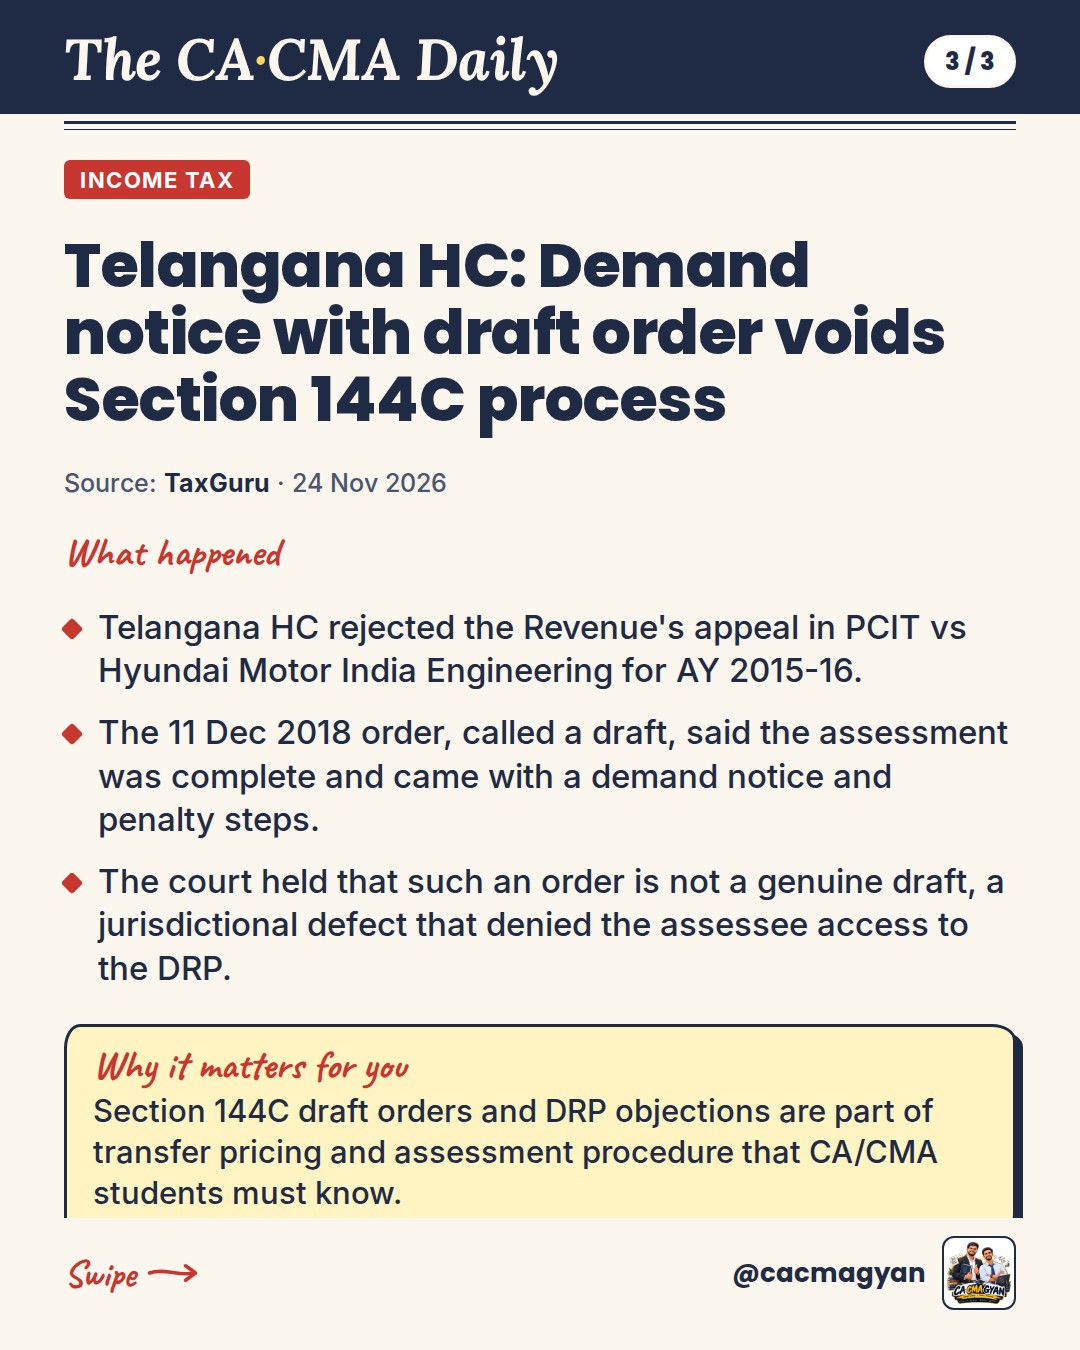 The CA·CMA Daily
3/3
INCOME TAX
Telangana HC: Demand
notice with draft order voids
Section 144C process
Source: TaxGuru · 24 Nov 2026
What happened
Telangana HC rejected the Revenue's appeal in PCIT vs
Hyundai Motor India Engineering for AY 2015-16.
The 11 Dec 2018 order, called a draft, said the assessment
was complete and came with a demand notice and
penalty steps.
The court held that such an order is not a genuine draft, a
jurisdictional defect that denied the assessee access to
the DRP.
Why it matters for you
Section 144C draft orders and DRP objections are part of
transfer pricing and assessment procedure that CA/CMA
students must know.
Swipe
@cacmagyan
CA CMA GYAN